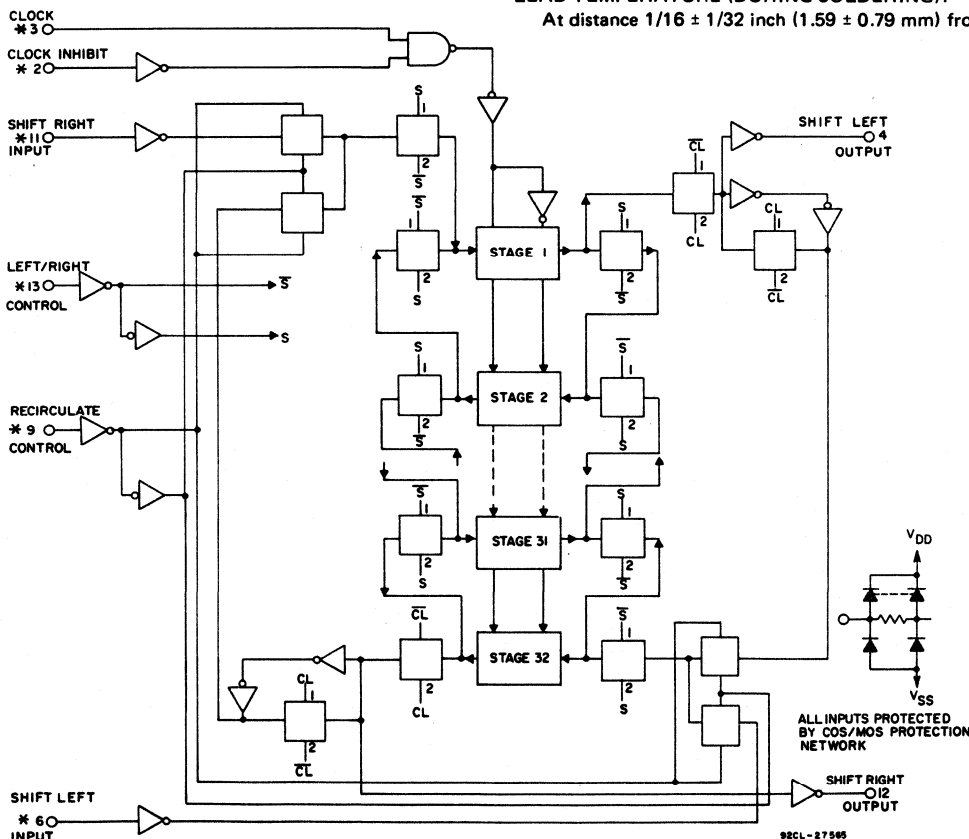 LEAD TEMPERATURE (DURING SOLDERING):
At distance 1/16 ± 1/32 inch (1.59 ± 0.79 mm) fro
CLOCK
*3
CLOCK INHIBIT
* 2
SHIFT RIGHT
*11
INPUT
S
1
2
S̅
SHIFT LEFT
4
OUTPUT
C̅L̅
1
2
CL
CL
1
2
C̅L̅
S̅
1
2
S
STAGE 1
S
1
2
S̅
LEFT/RIGHT
*13
CONTROL
S̅
S
S
1
2
S̅
STAGE 2
S̅
1
2
S
RECIRCULATE
* 9
CONTROL
S̅
1
2
S
STAGE 31
S
1
2
S̅
VDD
VSS
ALL INPUTS PROTECTED
BY COS/MOS PROTECTION
NETWORK
C̅L̅
1
2
CL
STAGE 32
S̅
1
2
S
CL
1
2
C̅L̅
SHIFT RIGHT
12
OUTPUT
SHIFT LEFT
* 6
INPUT
92CL-27565